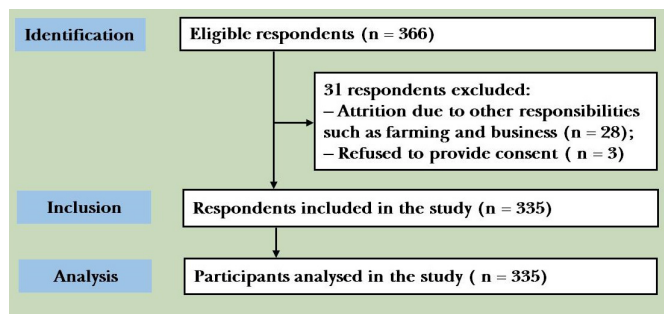 Identification
Eligible respondents (n = 366)
31 respondents excluded:
– Attrition due to other responsibilities
such as farming and business (n = 28);
– Refused to provide consent ( n = 3)
Inclusion
Respondents included in the study (n = 335)
Analysis
Participants analysed in the study ( n = 335)